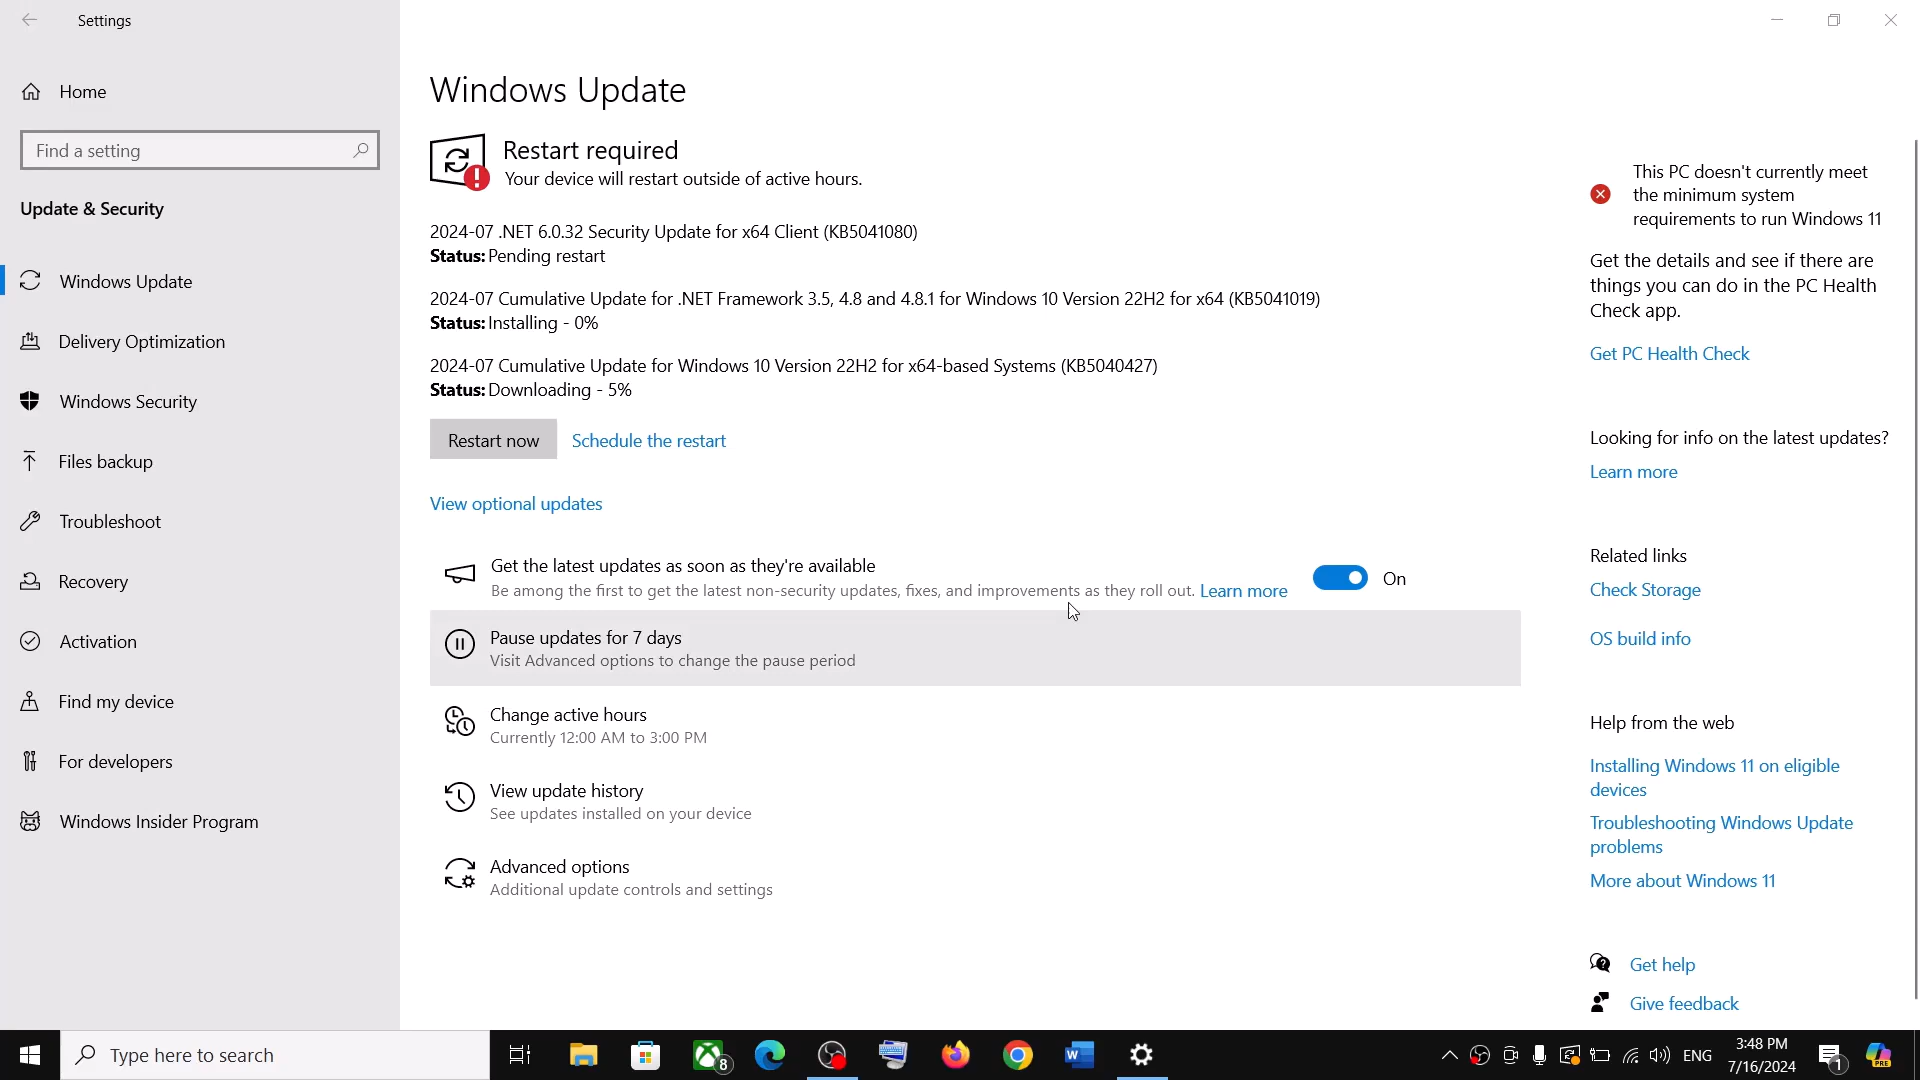 Settings
Home
Find a setting
Update & Security
Windows Update
Delivery Optimization
Windows Security
Files backup
Troubleshoot
Recovery
Activation
Find my device
For developers
Windows Insider Program
Windows Update
Restart required
Your device will restart outside of active hours.
2024-07 .NET 6.0.32 Security Update for x64 Client (KB5041080)
Status: Pending restart
2024-07 Cumulative Update for .NET Framework 3.5, 4.8 and 4.8.1 for Windows 10 Version 22H2 for x64 (KB5041019)
Status: Installing - 0%
2024-07 Cumulative Update for Windows 10 Version 22H2 for x64-based Systems (KB5040427)
Status: Downloading - 5%
Restart now Schedule the restart
View optional updates
Get the latest updates as soon as they're available
Be among the first to get the latest non-security updates, fixes, and improvements as they roll out. Learn more
On
Pause updates for 7 days
Visit Advanced options to change the pause period
Change active hours
Currently 12:00 AM to 3:00 PM
View update history
See updates installed on your device
Advanced options
Additional update controls and settings
This PC doesn't currently meet
the minimum system
requirements to run Windows 11
Get the details and see if there are
things you can do in the PC Health
Check app.
Get PC Health Check
Looking for info on the latest updates?
Learn more
Related links
Check Storage
OS build info
Help from the web
Installing Windows 11 on eligible
devices
Troubleshooting Windows Update
problems
More about Windows 11
Get help
Give feedback
Type here to search
8
W
ENG
3:48 PM
7/16/2024
1
PRE